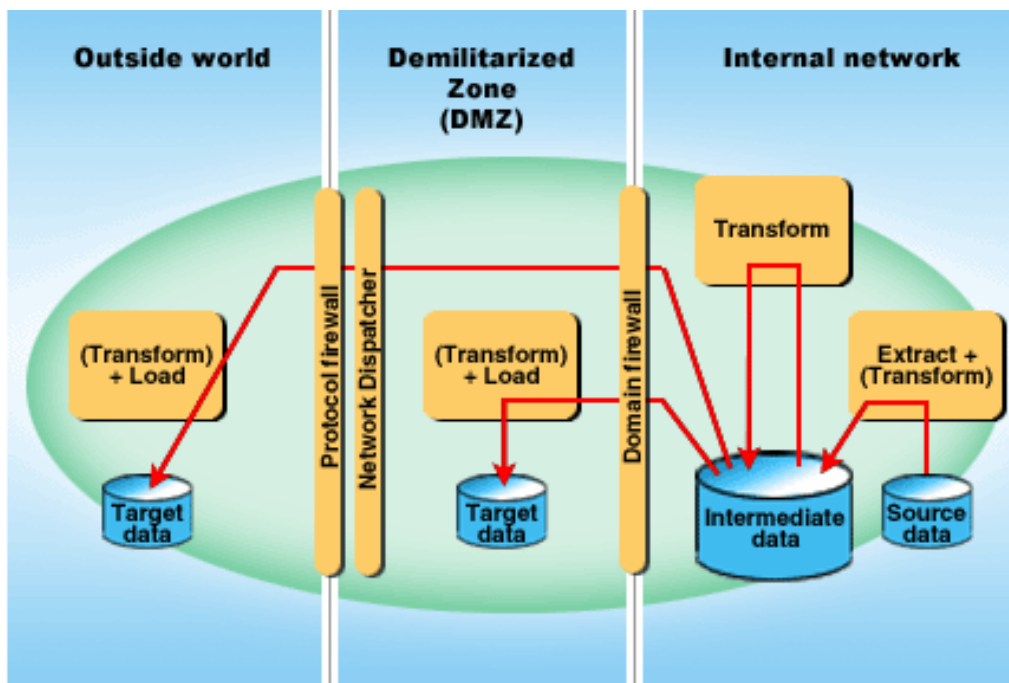 Outside world
Demilitarized
Zone
(DMZ)
Internal network
Transform
(Transform)
+ Load
Protocol firewall
Network Dispatcher
(Transform)
+ Load
Domain firewall
Extract +
(Transform)
Target
data
Target
data
Intermediate
data
Source
data